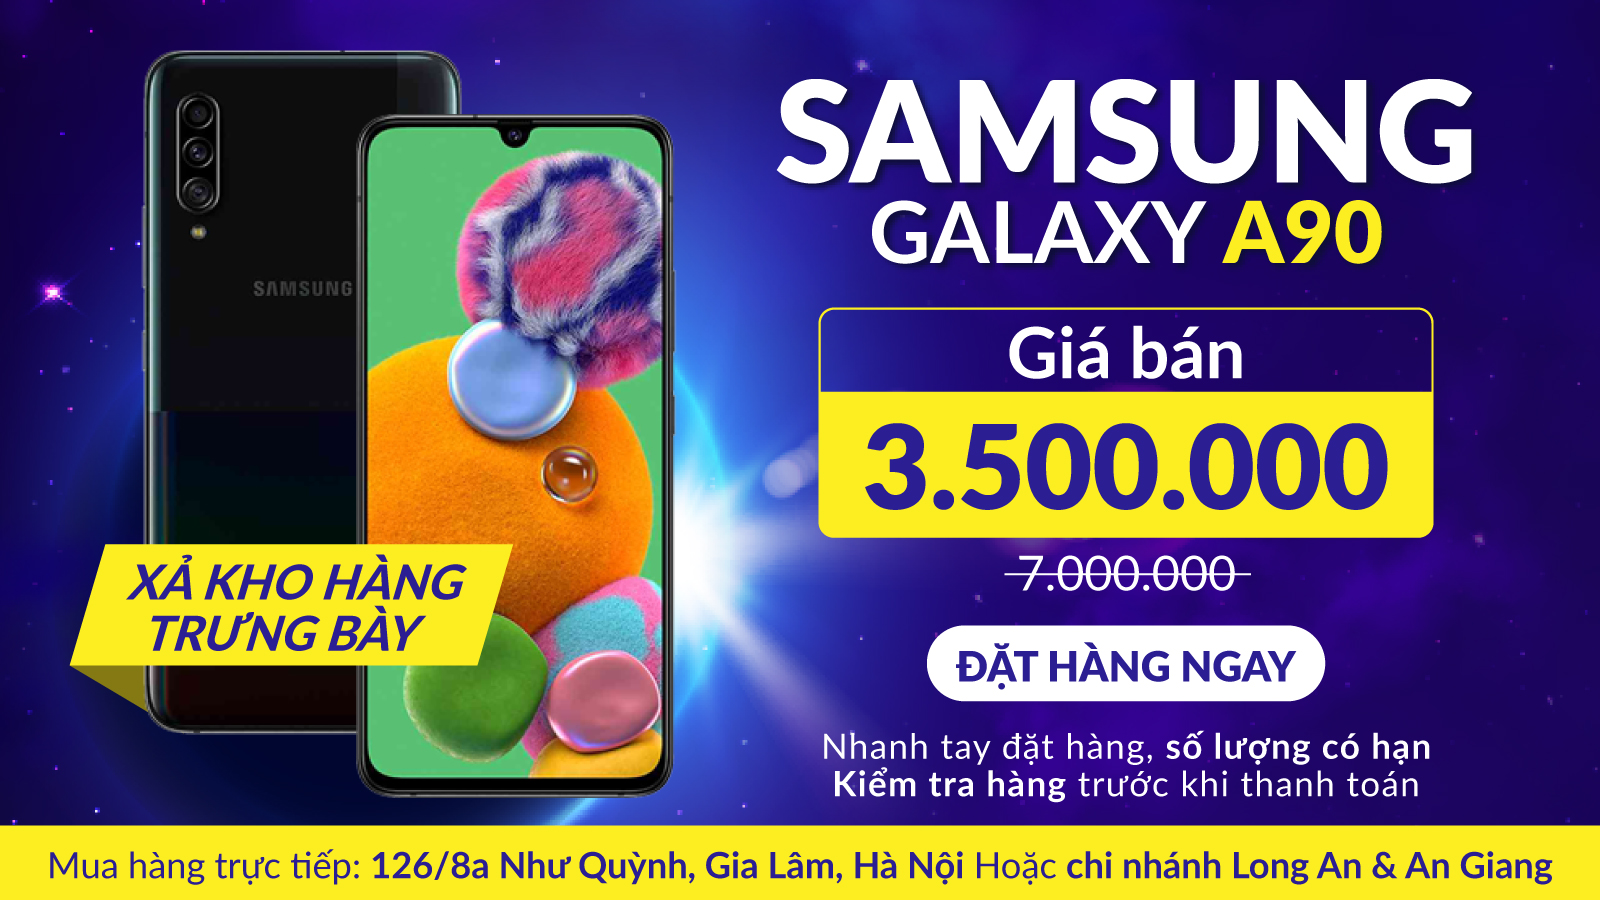 SAMSUNG
GALAXY A90
Giá bán
3.500.000
7.000.000
ĐẶT HÀNG NGAY
Nhanh tay đặt hàng, số lượng có hạn
Kiểm tra hàng trước khi thanh toán
SAMSUNG
XẢ KHO HÀNG
TRƯNG BÀY
Mua hàng trực tiếp: 126/8a Như Quỳnh, Gia Lâm, Hà Nội Hoặc chi nhánh Long An & An Giang